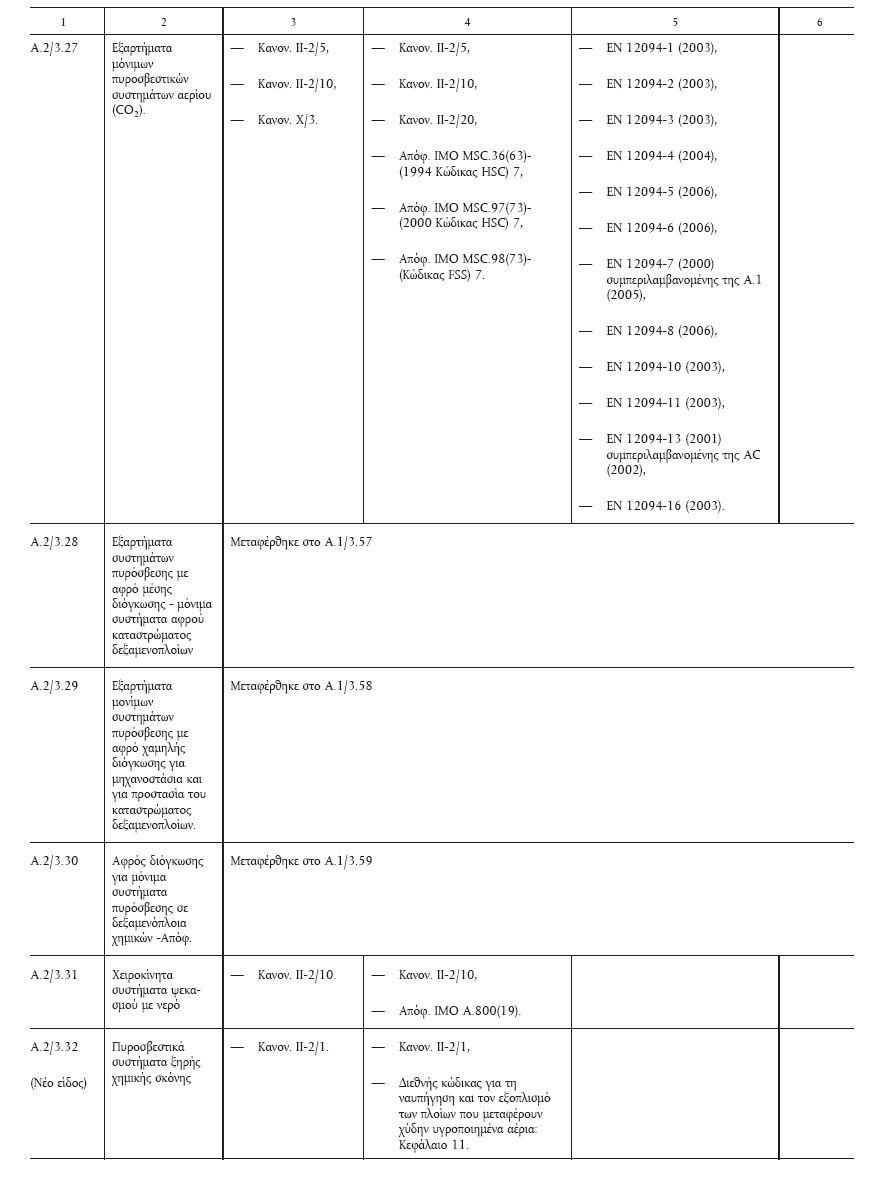 1 2 3 4 5 6
A.2/3.27
Εξαρτήματα
μόνιμων
πυροσβεστικών
συστημάτων αερίου
(CO2).
— Κανον. II-2/5,
— Κανον. II-2/10,
— Κανον. X/3.
— Κανον. II-2/5,
— Κανον. II-2/10,
— Κανον. II-2/20,
— Απόφ. IMO MSC.36(63)-
(1994 Κώδικας HSC) 7,
— Απόφ. IMO MSC.97(73)-
(2000 Κώδικας HSC) 7,
— Απόφ. IMO MSC.98(73)-
(Κώδικας FSS) 7.
— EN 12094-1 (2003),
— EN 12094-2 (2003),
— EN 12094-3 (2003),
— EN 12094-4 (2004),
— EN 12094-5 (2006),
— EN 12094-6 (2006),
— EN 12094-7 (2000)
συμπεριλαμβανομένης της A.1
(2005),
— EN 12094-8 (2006),
— EN 12094-10 (2003),
— EN 12094-11 (2003),
— EN 12094-13 (2001)
συμπεριλαμβανομένης της AC
(2002),
— EN 12094-16 (2003).
A.2/3.28
Εξαρτήματα
συστημάτων
πυρόσβεσης με
αφρό μέσης
διόγκωσης - μόνιμα
συστήματα αφρού
καταστρώματος
δεξαμενοπλοίων
Μεταφέρθηκε στο A.1/3.57
A.2/3.29
Εξαρτήματα
μονίμων
συστημάτων
πυρόσβεσης με
αφρό χαμηλής
διόγκωσης για
μηχανοστάσια και
για προστασία του
καταστρώματος
δεξαμενοπλοίων.
Μεταφέρθηκε στο A.1/3.58
A.2/3.30
Αφρός διόγκωσης
για μόνιμα
συστήματα
πυρόσβεσης σε
δεξαμενόπλοια
χημικών -Απόφ.
Μεταφέρθηκε στο A.1/3.59
A.2/3.31
Χειροκίνητα
συστήματα ψεκα-
σμού με νερό
— Κανον. II-2/10.
— Κανον. II-2/10,
— Απόφ. IMO A.800(19).
A.2/3.32
(Νέο είδος)
Πυροσβεστικά
συστήματα ξηρής
χημικής σκόνης
— Κανον. II-2/1.
— Κανον. II-2/1,
— Διεθνής κώδικας για τη
ναυπήγηση και τον εξοπλισμό
των πλοίων που μεταφέρουν
χύδην υγροποιημένα αέρια:
Κεφάλαιο 11.